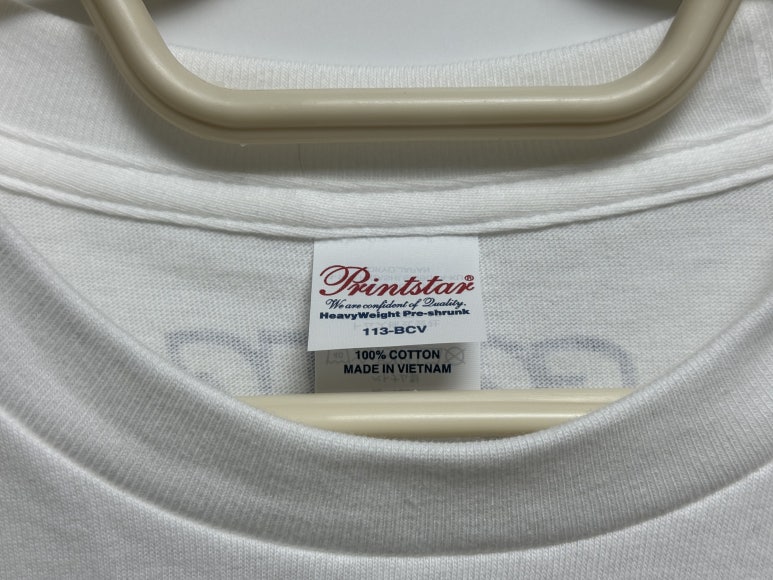 Printstar®
We are confident of Quality.
HeavyWeight Pre-shrunk
113-BCV
100% COTTON
MADE IN VIETNAM